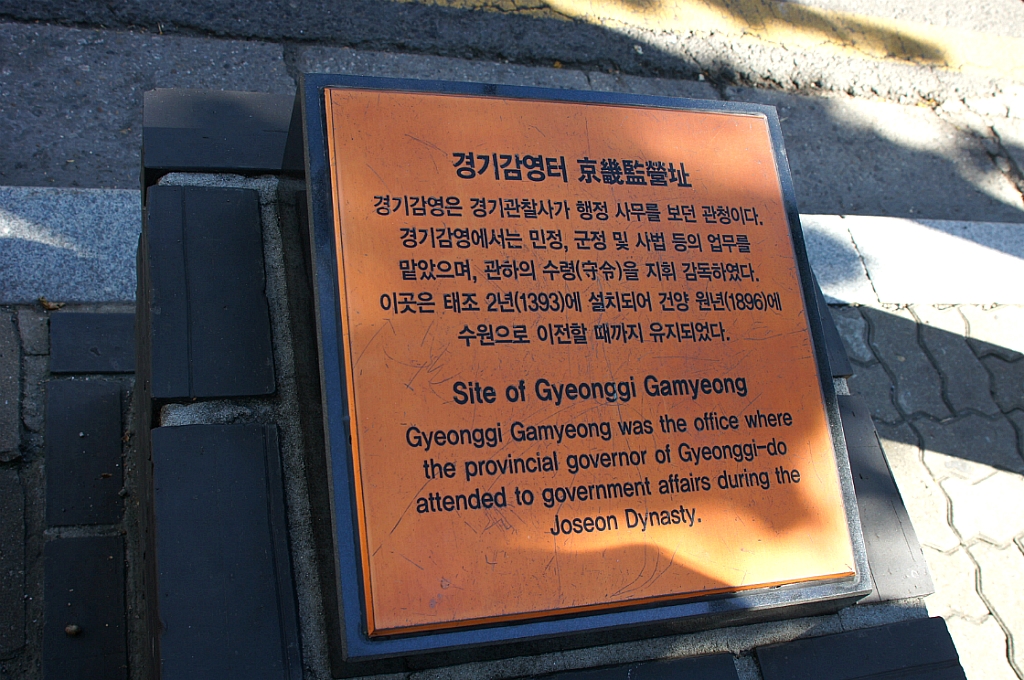 경기감영터 京畿監營址
경기감영은 경기관찰사가 행정 사무를 보던 관청이다.
경기감영에서는 민정, 군정 및 사법 등의 업무를
맡았으며, 관하의 수령(守令)을 지휘 감독하였다.
이곳은 태조 2년(1393)에 설치되어 건양 원년(1896)에
수원으로 이전할 때까지 유지되었다.
Site of Gyeonggi Gamyeong
Gyeonggi Gamyeong was the office where
the provincial governor of Gyeonggi-do
attended to government affairs during the
Joseon Dynasty.